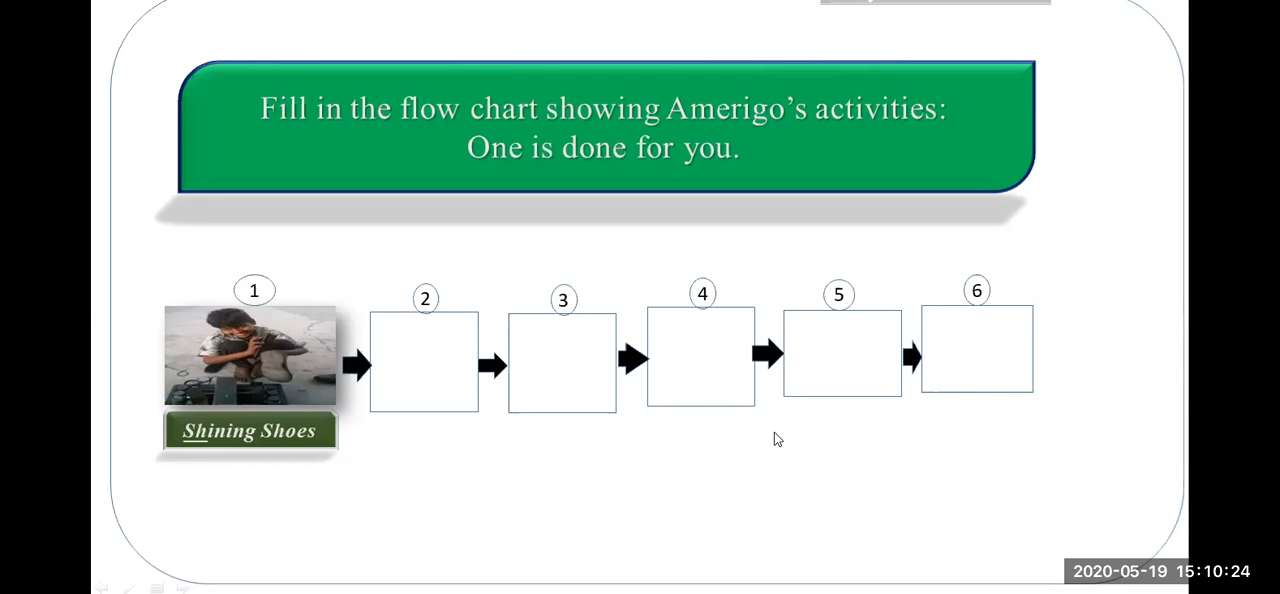 Fill in the flow chart showing Amerigo's activities:
One is done for you.
1
2
3
4
5
6
Shining Shoes
2020-05-19 15:10:24